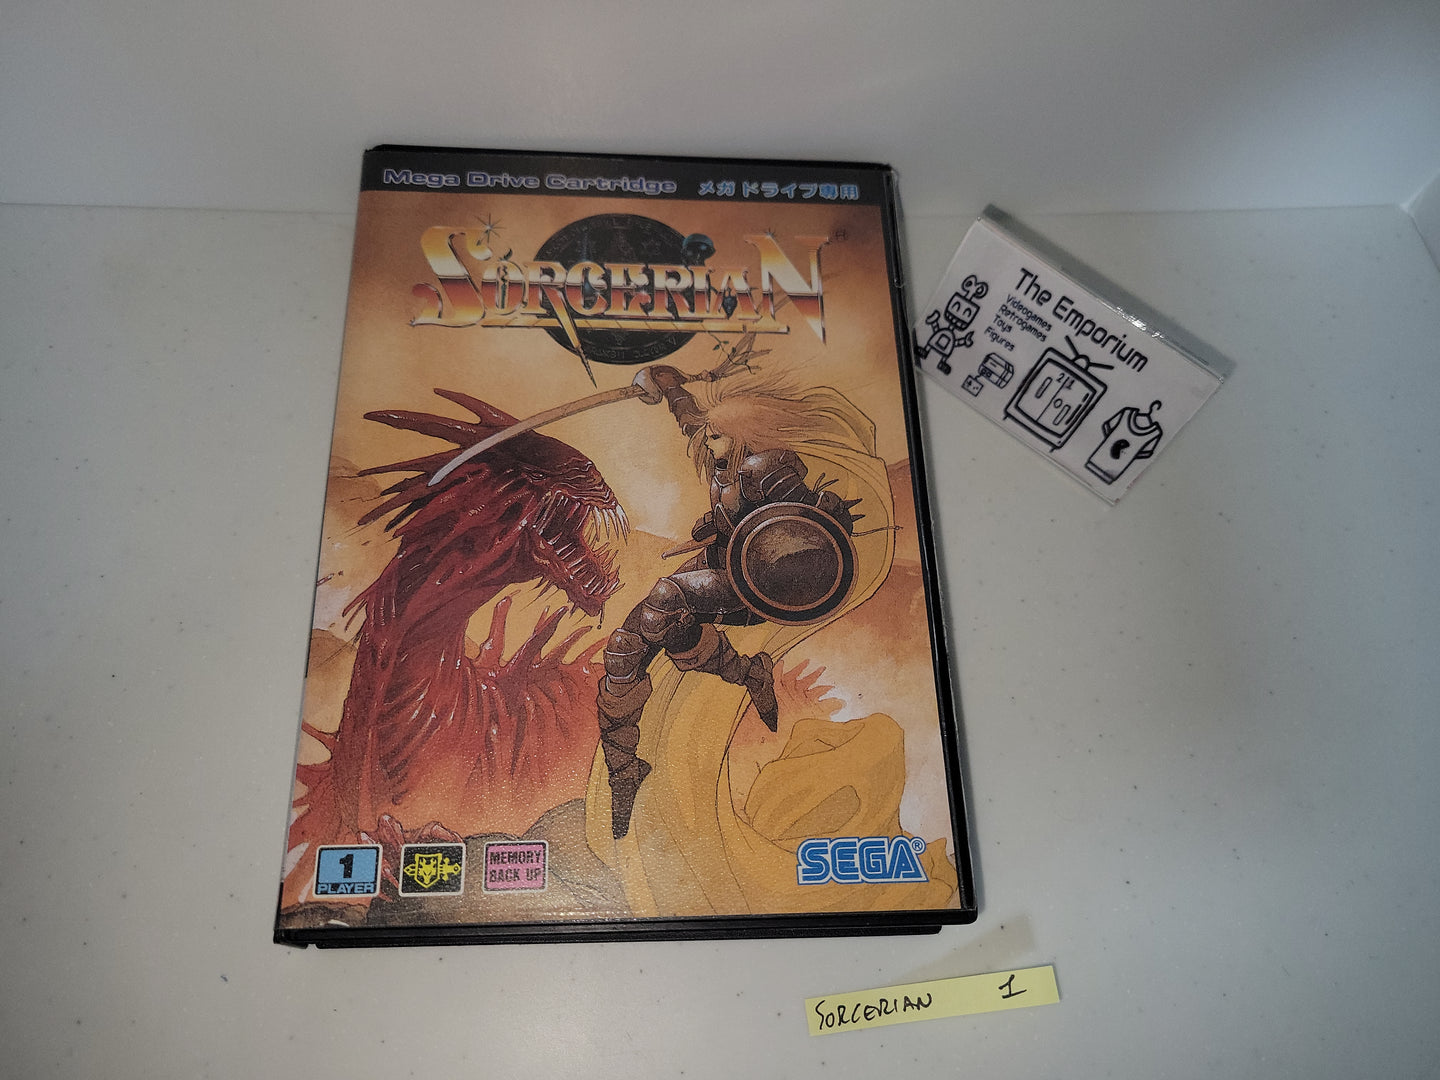 Mega Drive Cartridge メガドライブ専用
SORCERIAN
The Emporium
Videogames
Retrogames
Toys
Figures
1
PLAYER
MEMORY
BACK UP
SEGA®
SORCERIAN 1